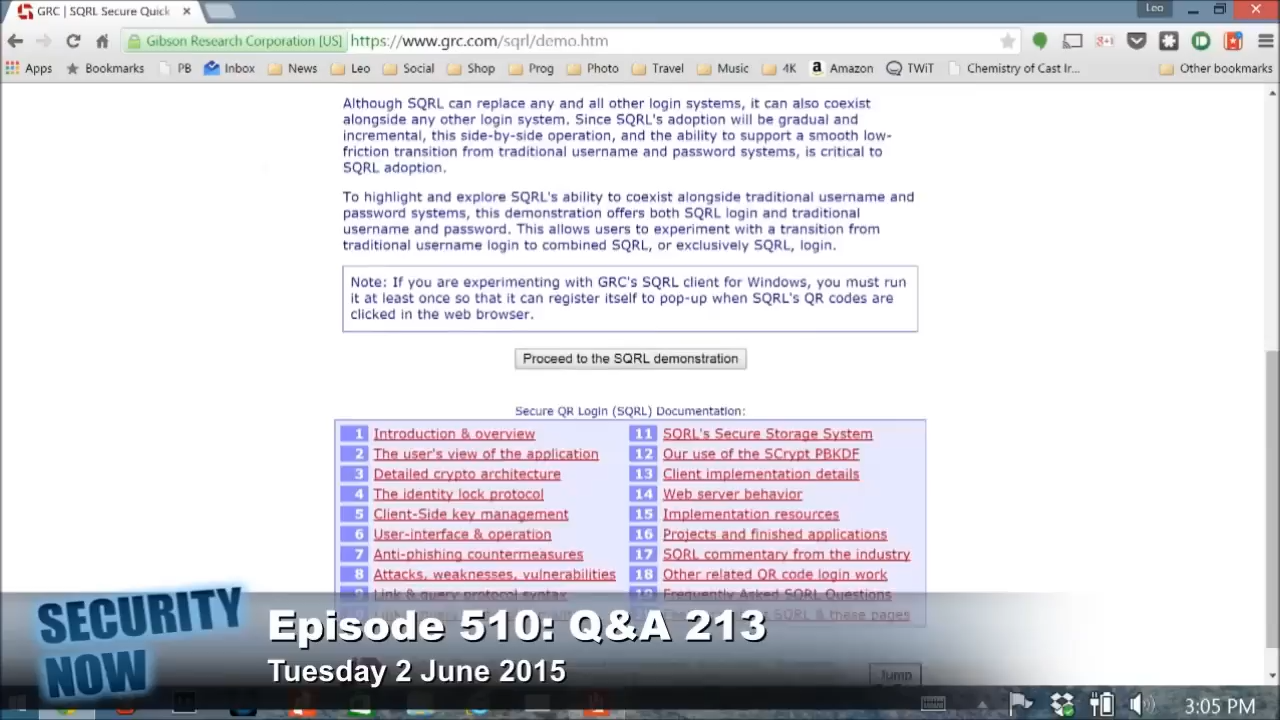 GRC | SQRL Secure Quick
Leo
Gibson Research Corporation [US] https://www.grc.com/sqrl/demo.htm
Apps Bookmarks PB Inbox News Leo Social Shop Prog Photo Travel Music 4K Amazon TWiT Chemistry of Cast Ir... Other bookmarks
Although SQRL can replace any and all other login systems, it can also coexist
alongside any other login system. Since SQRL's adoption will be gradual and
incremental, this side-by-side operation, and the ability to support a smooth low-
friction transition from traditional username and password systems, is critical to
SQRL adoption.
To highlight and explore SQRL's ability to coexist alongside traditional username and
password systems, this demonstration offers both SQRL login and traditional
username and password. This allows users to experiment with a transition from
traditional username login to combined SQRL, or exclusively SQRL, login.
Note: If you are experimenting with GRC's SQRL client for Windows, you must run
it at least once so that it can register itself to pop-up when SQRL's QR codes are
clicked in the web browser.
Proceed to the SQRL demonstration
Secure QR Login (SQRL) Documentation:
1 Introduction & overview 11 SQRL's Secure Storage System
2 The user's view of the application 12 Our use of the SCrypt PBKDF
3 Detailed crypto architecture 13 Client implementation details
4 The identity lock protocol 14 Web server behavior
5 Client-Side key management 15 Implementation resources
6 User-interface & operation 16 Projects and finished applications
7 Anti-phishing countermeasures 17 SQRL commentary from the industry
8 Attacks, weaknesses, vulnerabilities 18 Other related QR code login work
9 Link & query protocol syntax 19 Frequently Asked SQRL Questions
SQRL & these pages
SECURITY
NOW
Episode 510: Q&A 213
Tuesday 2 June 2015
Jump
3:05 PM